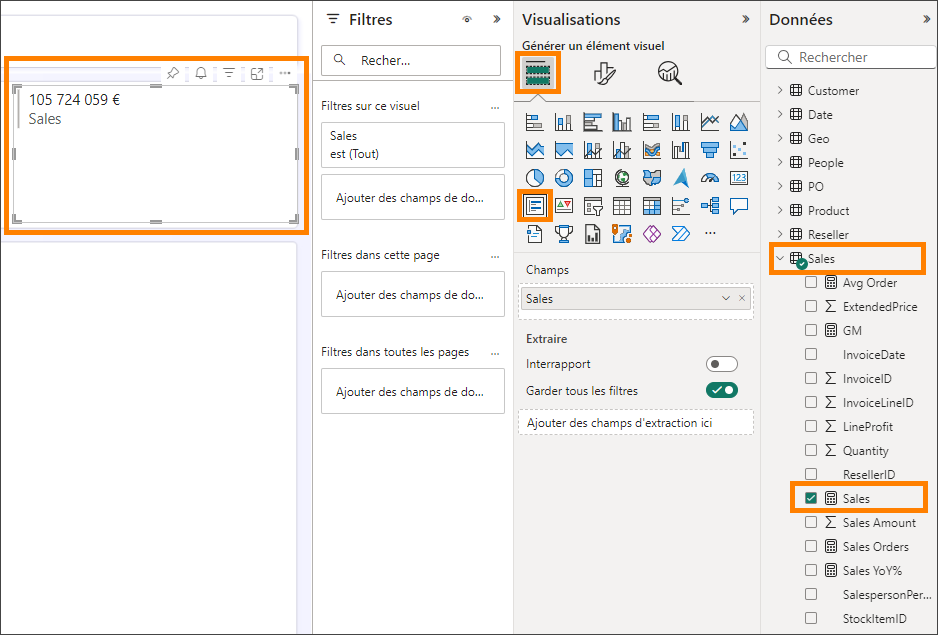 105 724 059 €
Sales
Filtres
Recher...
Filtres sur ce visuel
...
Sales
est (Tout)
Ajouter des champs de do...
Filtres dans cette page
...
Ajouter des champs de do...
Filtres dans toutes les pages
...
Ajouter des champs de do...
Visualisations
Générer un élément visuel
123
...
Champs
Sales
Extraire
Interrapport
Garder tous les filtres
Ajouter des champs d'extraction ici
Données
Rechercher
Customer
Date
Geo
People
PO
Product
Reseller
Sales
Avg Order
ExtendedPrice
GM
InvoiceDate
InvoiceID
InvoiceLineID
LineProfit
Quantity
ResellerID
Sales
Sales Amount
Sales Orders
Sales YoY%
SalespersonPer...
StockItemID